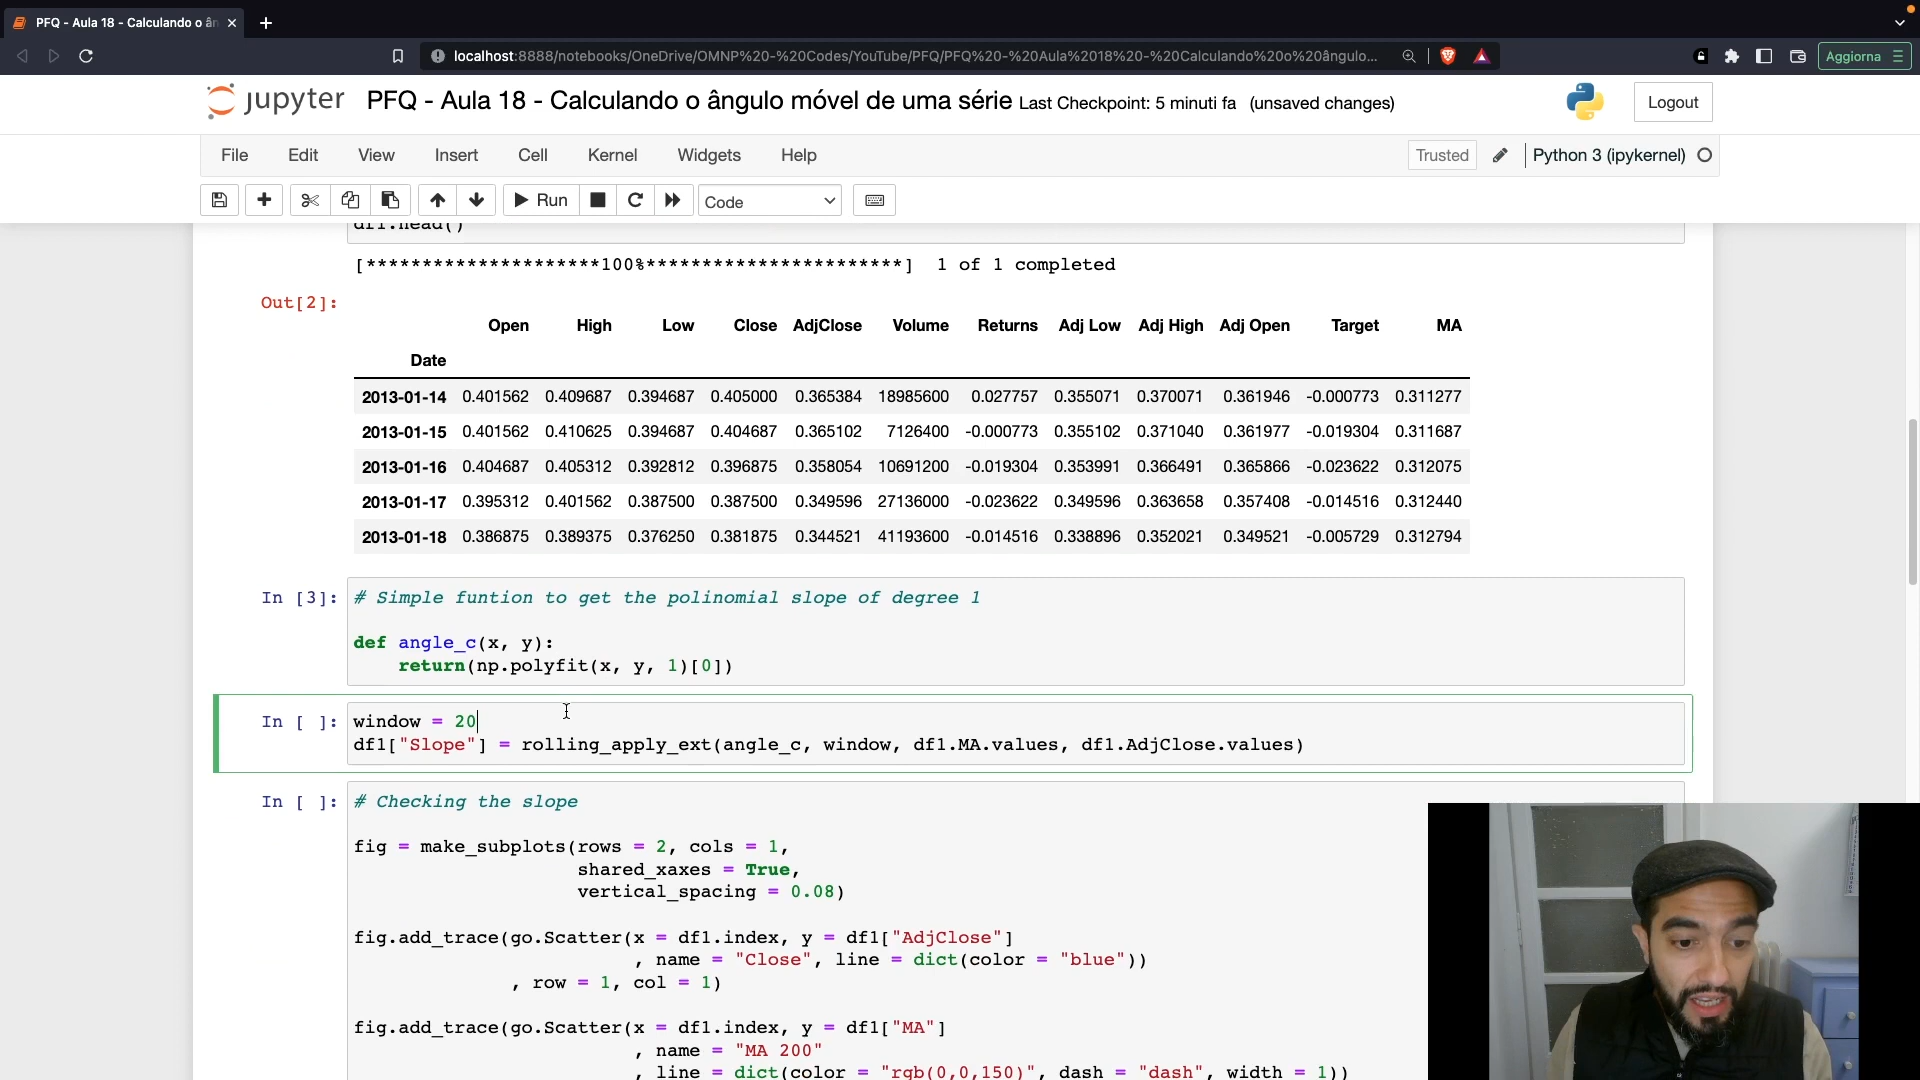 PFQ - Aula 18 - Calculando o ân
localhost:8888/notebooks/OneDrive/OMNP%20-%20Codes/YouTube/PFQ/PFQ%20-%20Aula%2018%20-%20Calculando%20o%20ângulo...
Aggiorna
jupyter PFQ - Aula 18 - Calculando o ângulo móvel de uma série Last Checkpoint: 5 minuti fa (unsaved changes)
Logout
File Edit View Insert Cell Kernel Widgets Help
Trusted Python 3 (ipykernel)
Run Code
df1.head()
[*********************100%***********************] 1 of 1 completed
Out[2]:
Open High Low Close AdjClose Volume Returns Adj Low Adj High Adj Open Target MA
Date
2013-01-14 0.401562 0.409687 0.394687 0.405000 0.365384 18985600 0.027757 0.355071 0.370071 0.361946 -0.000773 0.311277
2013-01-15 0.401562 0.410625 0.394687 0.404687 0.365102 7126400 -0.000773 0.355102 0.371040 0.361977 -0.019304 0.311687
2013-01-16 0.404687 0.405312 0.392812 0.396875 0.358054 10691200 -0.019304 0.353991 0.366491 0.365866 -0.023622 0.312075
2013-01-17 0.395312 0.401562 0.387500 0.387500 0.349596 27136000 -0.023622 0.349596 0.363658 0.357408 -0.014516 0.312440
2013-01-18 0.386875 0.389375 0.376250 0.381875 0.344521 41193600 -0.014516 0.338896 0.352021 0.349521 -0.005729 0.312794
In [3]: # Simple funtion to get the polinomial slope of degree 1
def angle_c(x, y):
    return(np.polyfit(x, y, 1)[0])
In [ ]: window = 20
df1["Slope"] = rolling_apply_ext(angle_c, window, df1.MA.values, df1.AdjClose.values)
In [ ]: # Checking the slope
fig = make_subplots(rows = 2, cols = 1,
                    shared_xaxes = True,
                    vertical_spacing = 0.08)
fig.add_trace(go.Scatter(x = df1.index, y = df1["AdjClose"]
                         , name = "Close", line = dict(color = "blue"))
              , row = 1, col = 1)
fig.add_trace(go.Scatter(x = df1.index, y = df1["MA"]
                         , name = "MA 200"
                         , line = dict(color = "rgb(0,0,150)", dash = "dash", width = 1))